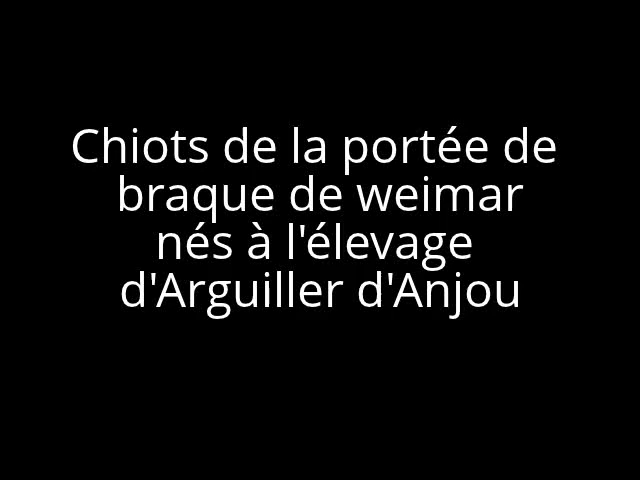 Chiots de la portée de
braque de weimar
nés à l'élevage
d'Arguiller d'Anjou